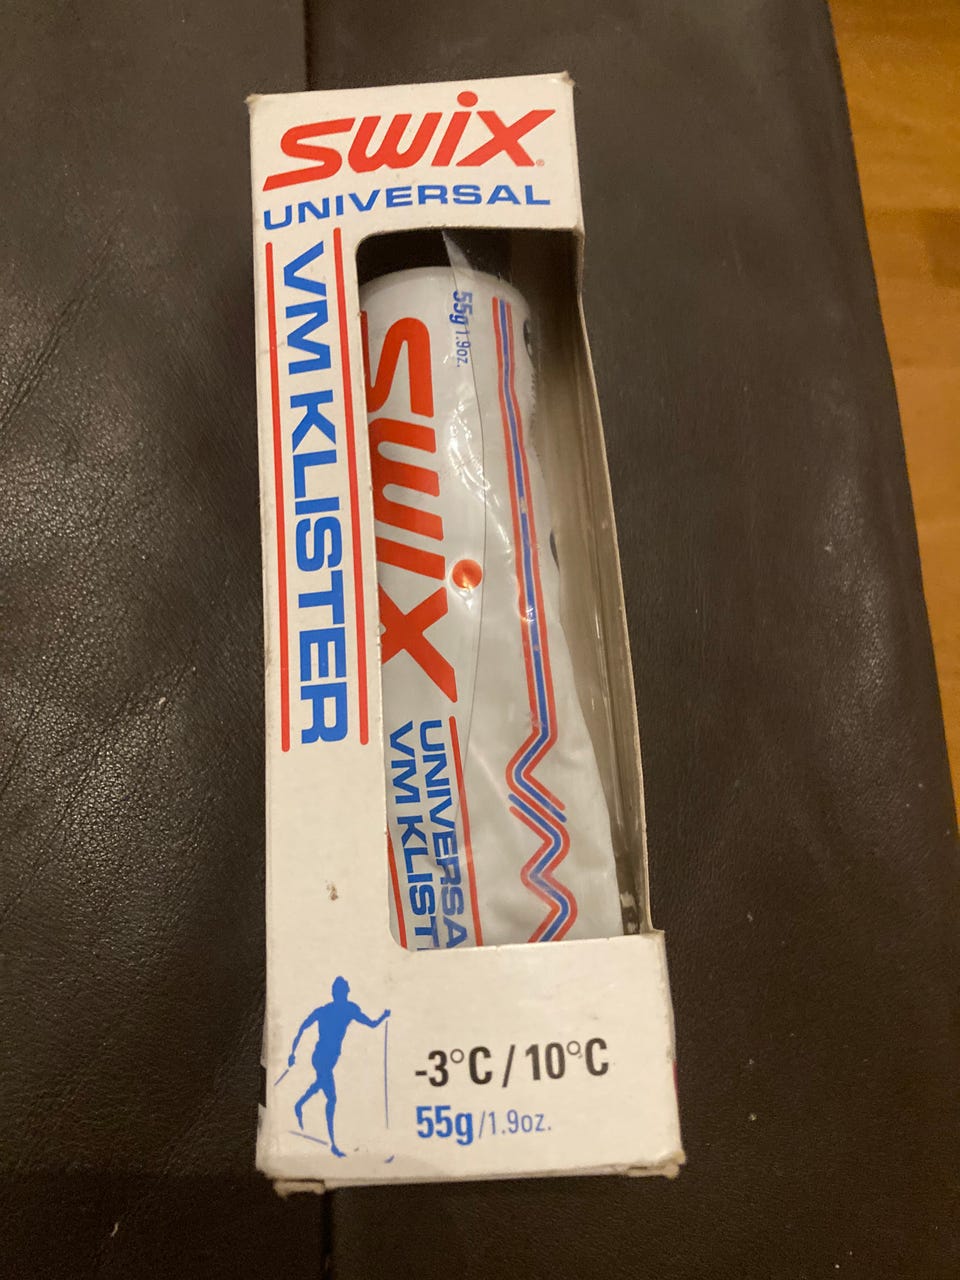 SWIX®
UNIVERSAL
VM KLISTER
55g 1.9oz.
SWIX
UNIVERSA
VM KLIST
-3°C / 10°C
55g/1.9oz.